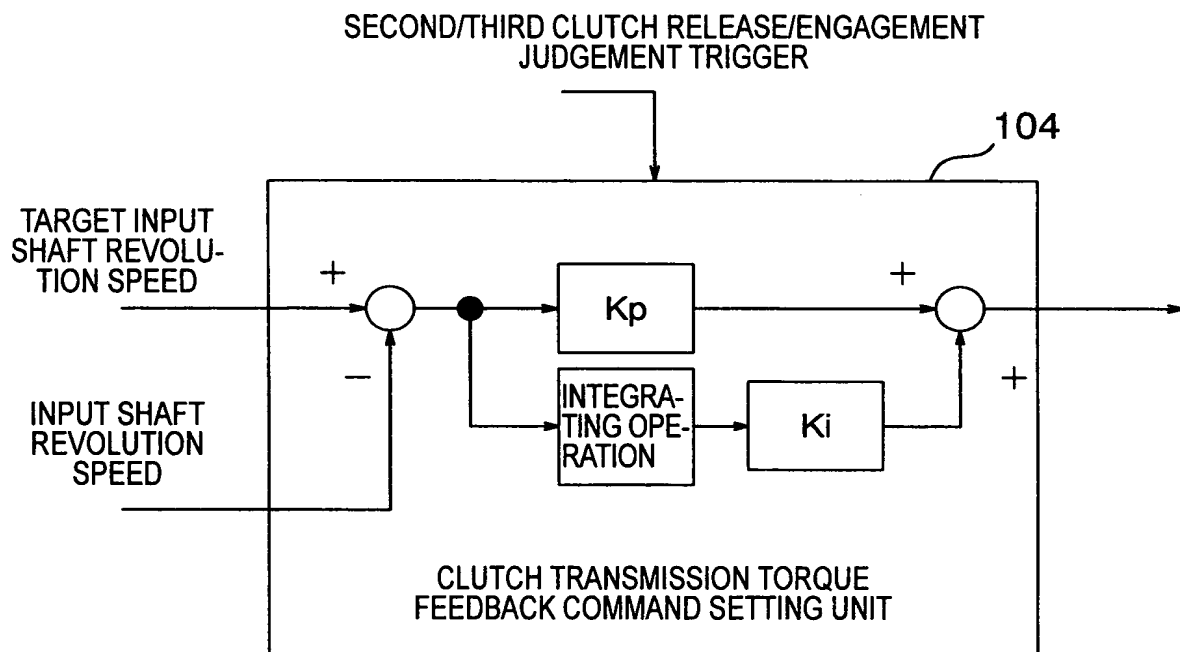 SECOND/THIRD CLUTCH RELEASE/ENGAGEMENT
JUDGEMENT TRIGGER
104
TARGET INPUT
SHAFT REVOLU-
TION SPEED
+
+
Kp
−
+
INPUT SHAFT
REVOLUTION
SPEED
INTEGRA-
TING OPE-
RATION
Ki
CLUTCH TRANSMISSION TORQUE
FEEDBACK COMMAND SETTING UNIT